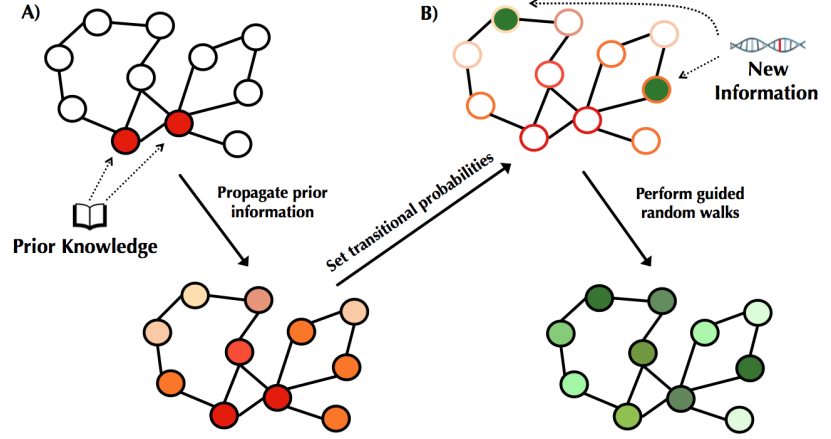 A)
B)
New
Information
Prior Knowledge
Propagate prior
information
Set transitional probabilities
Perform guided
random walks